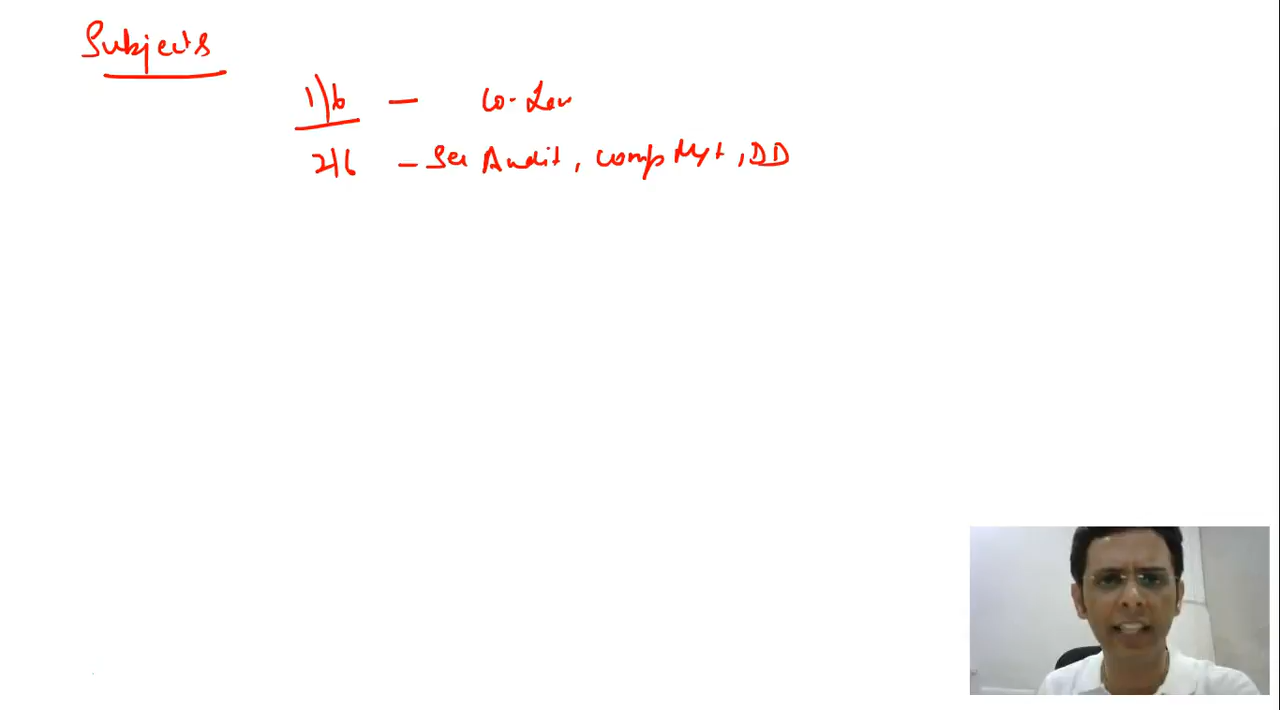 Subjects
1/6 — Co-Law
2/6 — Sec Audit, Comp Mgt, DD